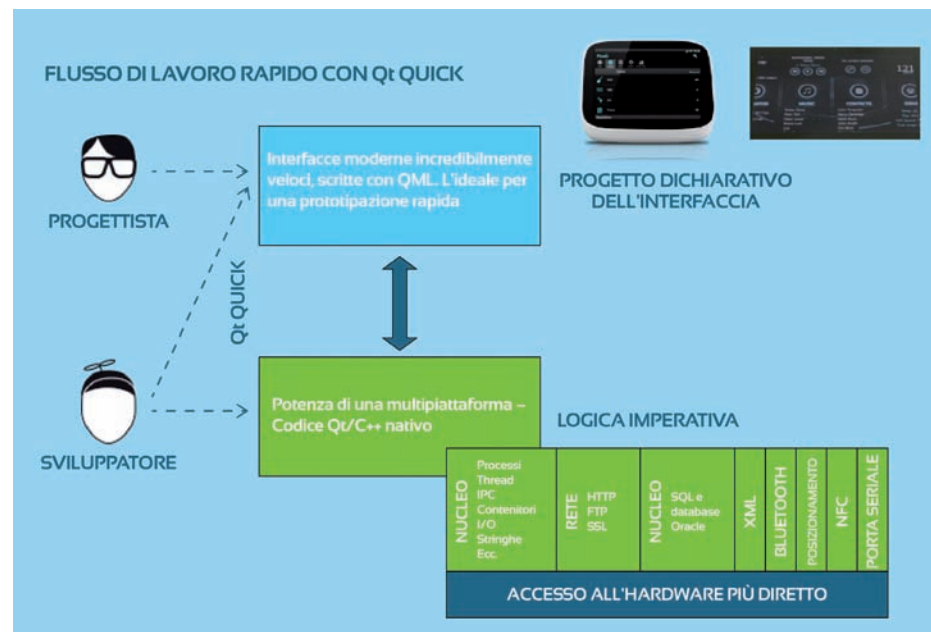 FLUSSO DI LAVORO RAPIDO CON Qt QUICK
121
MUSIC
CONTACTS
PROGETTISTA
Interfacce moderne incredibilmente
veloci, scritte con QML. L'ideale per
una prototipazione rapida
PROGETTO DICHIARATIVO
DELL'INTERFACCIA
Qt QUICK
SVILUPPATORE
Potenza di una multipiattaforma –
Codice Qt/C++ nativo
LOGICA IMPERATIVA
NUCLEO
Processi
Thread
IPC
Contenitori
I/O
Stringhe
Ecc.
RETE
HTTP
FTP
SSL
NUCLEO
SQL e
database
Oracle
XML
BLUETOOTH
POSIZIONAMENTO
NFC
PORTA SERIALE
ACCESSO ALL'HARDWARE PIÙ DIRETTO